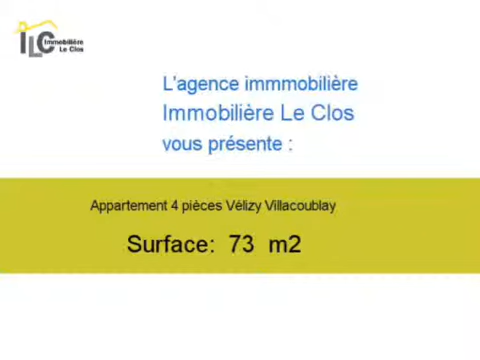 ILC Immobilière
Le Clos
L'agence immmobilière
Immobilière Le Clos
vous présente :
Appartement 4 pièces Vélizy Villacoublay
Surface: 73 m2